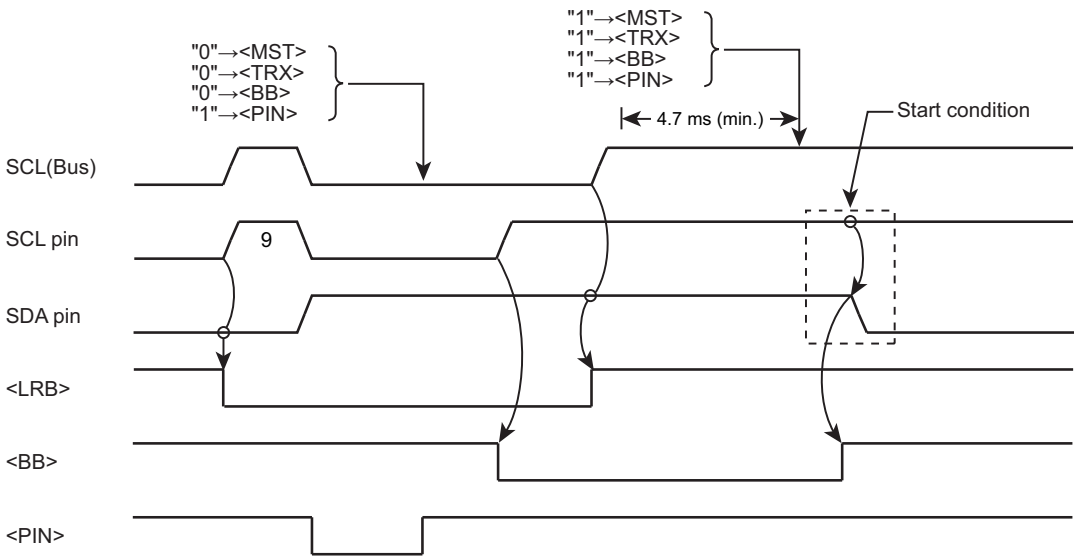 "0"→<MST>
"0"→<TRX>
"0"→<BB>
"1"→<PIN>
"1"→<MST>
"1"→<TRX>
"1"→<BB>
"1"→<PIN>
4.7 ms (min.)
Start condition
SCL(Bus)
SCL pin
9
SDA pin
<LRB>
<BB>
<PIN>